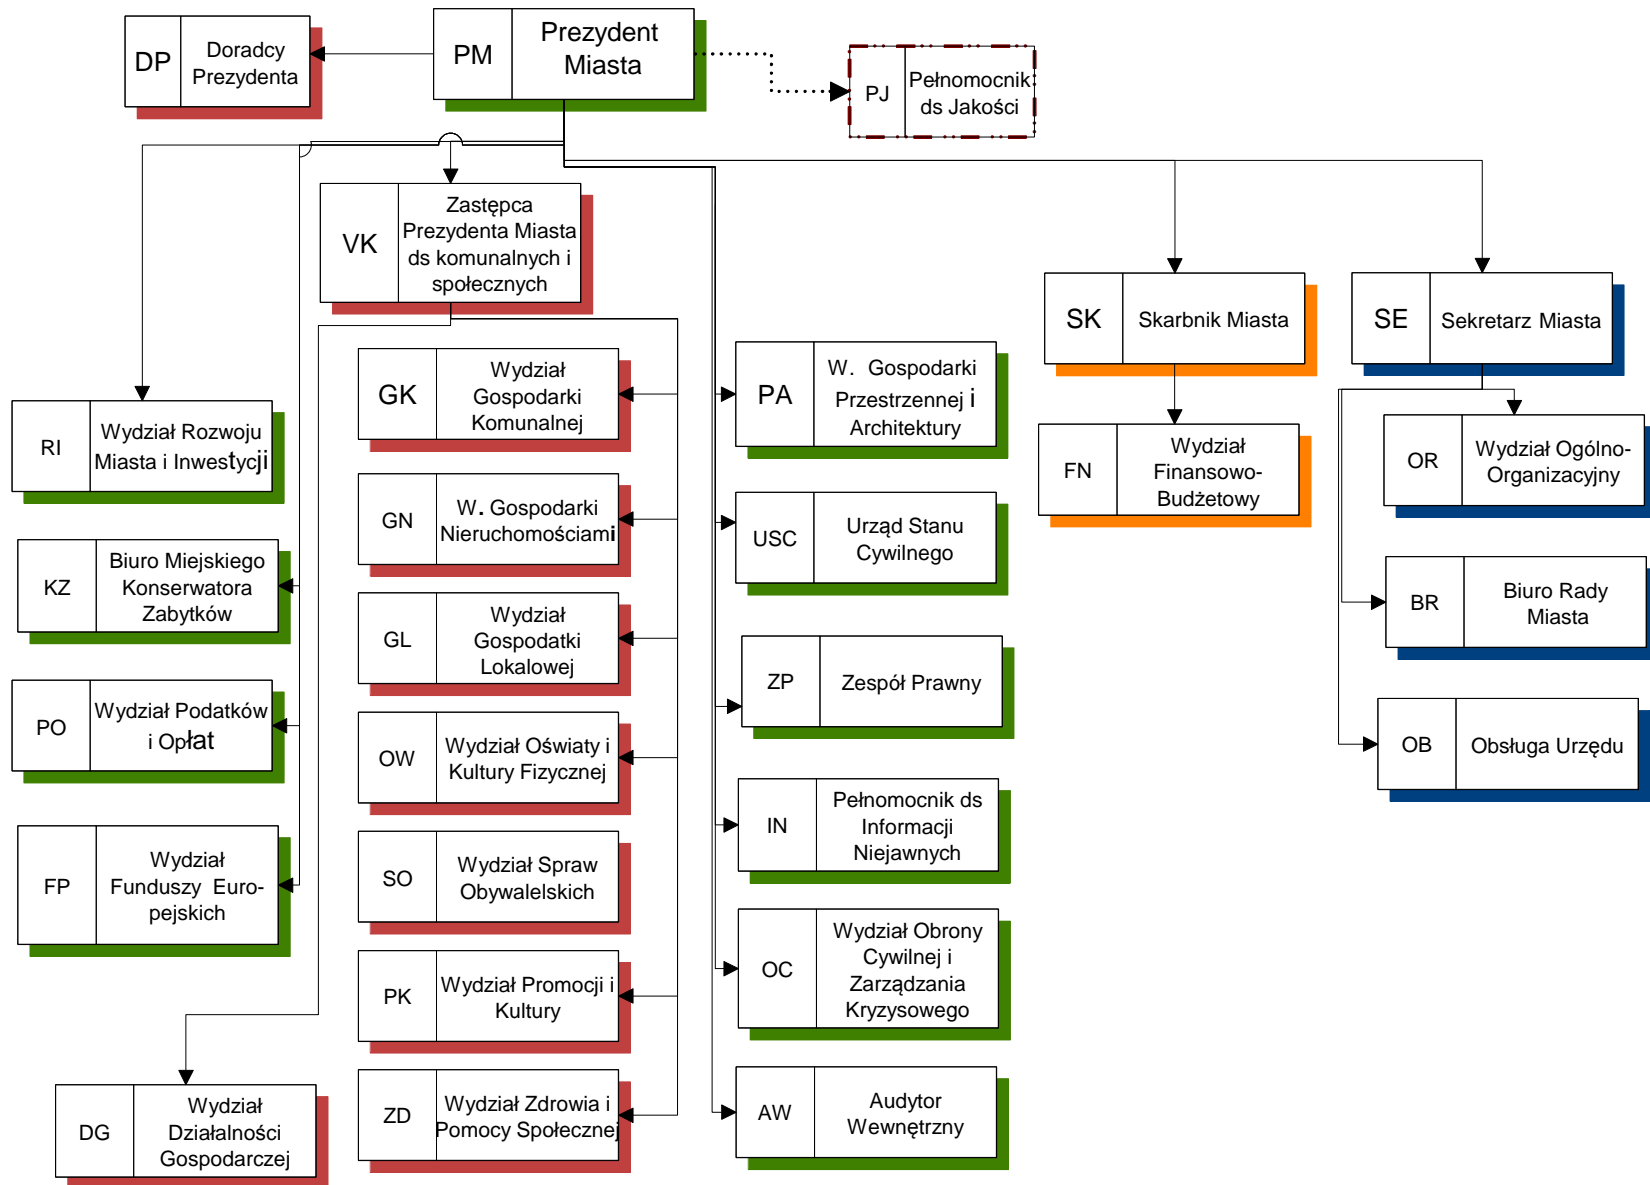 DP
Doradcy
Prezydenta
PM
Prezydent
Miasta
PJ
Pełnomocnik
ds Jakości
VK
Zastępca
Prezydenta Miasta
ds komunalnych i
społecznych
SK
Skarbnik Miasta
SE
Sekretarz Miasta
RI
Wydział Rozwoju
Miasta i Inwestycji
KZ
Biuro Miejskiego
Konserwatora
Zabytków
PO
Wydział Podatków
i Opłat
FP
Wydział
Funduszy Euro-
pejskich
DG
Wydział
Działalności
Gospodarczej
GK
Wydział
Gospodarki
Komunalnej
GN
W. Gospodarki
Nieruchomościami
GL
Wydział
Gospodatki
Lokalowej
OW
Wydział Oświaty i
Kultury Fizycznej
SO
Wydział Spraw
Obywalelskich
PK
Wydział Promocji i
Kultury
ZD
Wydział Zdrowia i
Pomocy Społecznej
PA
W. Gospodarki
Przestrzennej i
Architektury
USC
Urząd Stanu
Cywilnego
ZP
Zespół Prawny
IN
Pełnomocnik ds
Informacji
Niejawnych
OC
Wydział Obrony
Cywilnej i
Zarządzania
Kryzysowego
AW
Audytor
Wewnętrzny
FN
Wydział
Finansowo-
Budżetowy
OR
Wydział Ogólno-
Organizacyjny
BR
Biuro Rady
Miasta
OB
Obsługa Urzędu